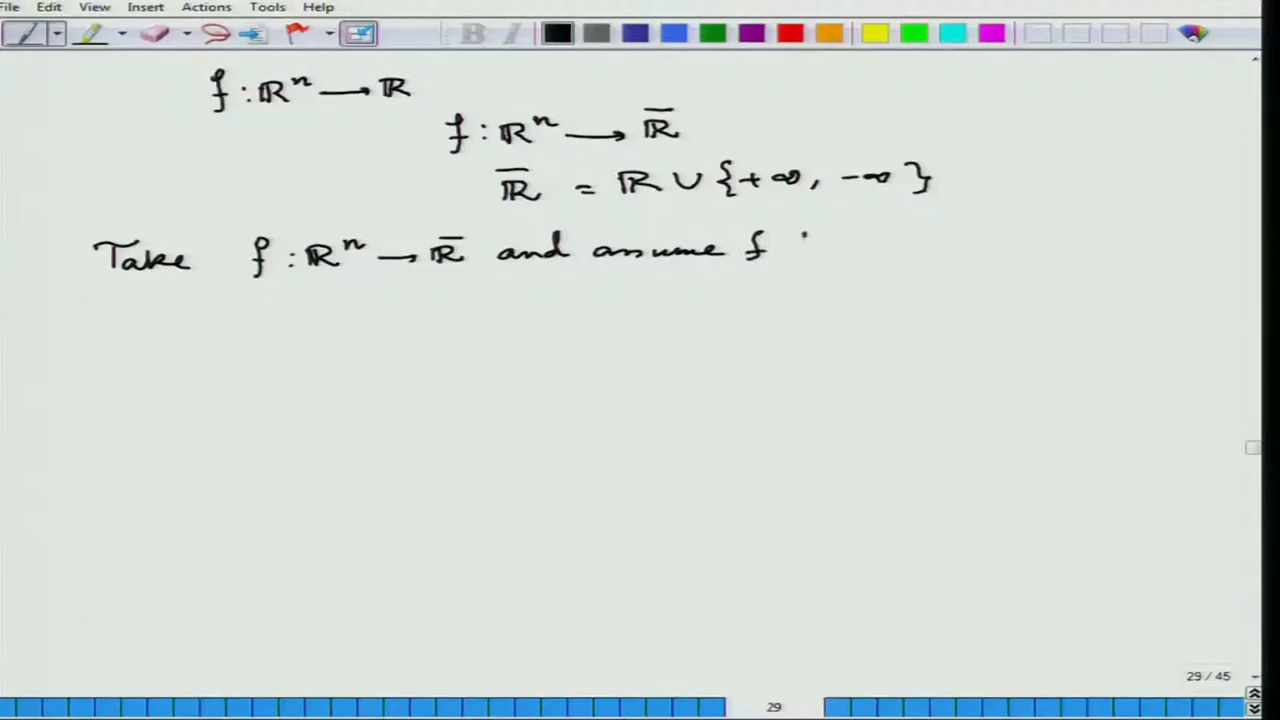 File Edit View Insert Actions Tools Help
B I
f : ℝⁿ ⟶ ℝ
f : ℝⁿ ⟶ ℝ̅
ℝ̅ = ℝ ∪ {+∞, -∞}
Take f : ℝⁿ → ℝ̅ and assume f
29 / 45
29